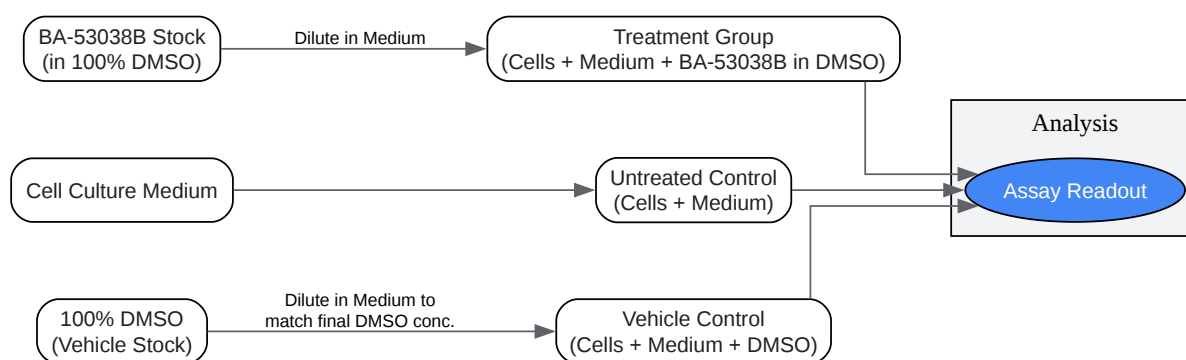 BA-53038B Stock
(in 100% DMSO)
Dilute in Medium
Treatment Group
(Cells + Medium + BA-53038B in DMSO)
Analysis
Cell Culture Medium
Untreated Control
(Cells + Medium)
Assay Readout
100% DMSO
(Vehicle Stock)
Dilute in Medium to
match final DMSO conc.
Vehicle Control
(Cells + Medium + DMSO)